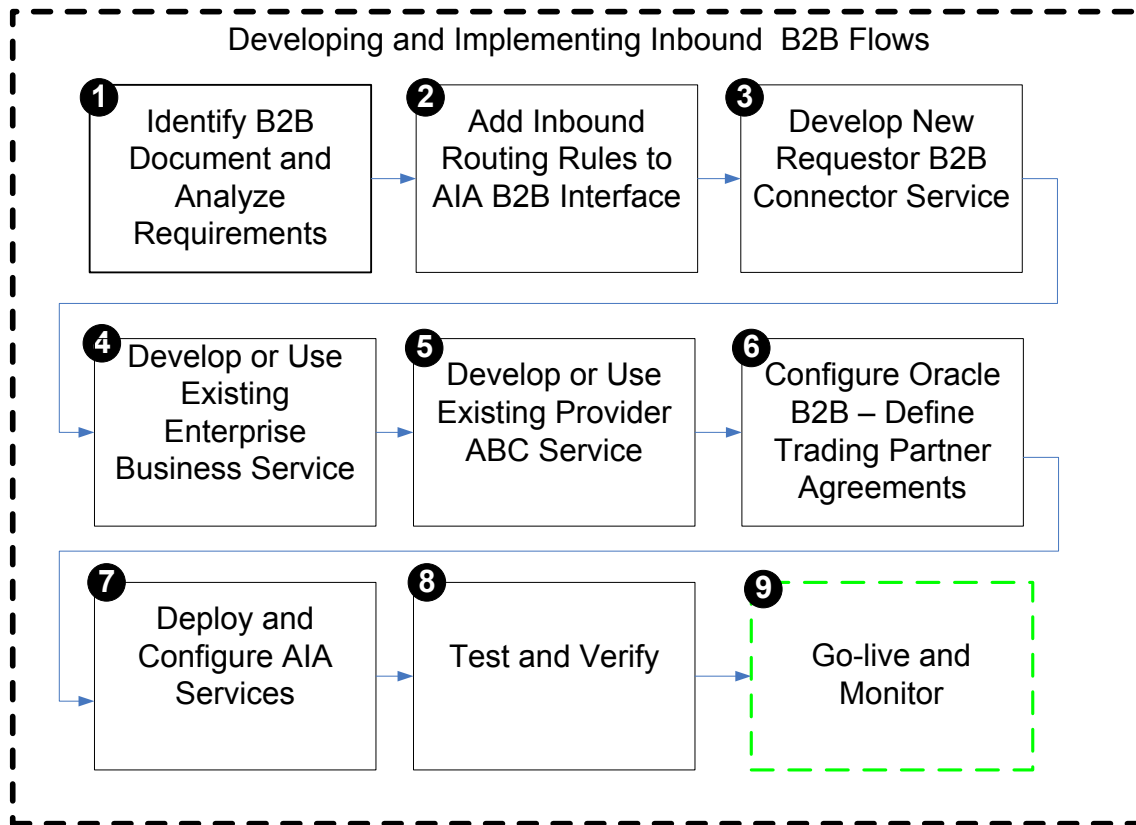 Developing and Implementing Inbound B2B Flows
1
Identify B2B
Document and
Analyze
Requirements
2
Add Inbound
Routing Rules to
AIA B2B Interface
3
Develop New
Requestor B2B
Connector Service
4
Develop or Use
Existing
Enterprise
Business Service
5
Develop or Use
Existing Provider
ABC Service
6
Configure Oracle
B2B – Define
Trading Partner
Agreements
7
Deploy and
Configure AIA
Services
8
Test and Verify
9
Go-live and
Monitor